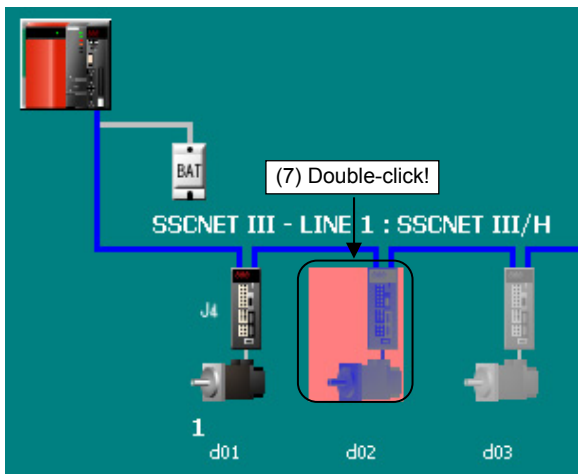 BAT
(7) Double-click!
SSCNET III - LINE 1 : SSCNET III/H
J4
1
d01
d02
d03